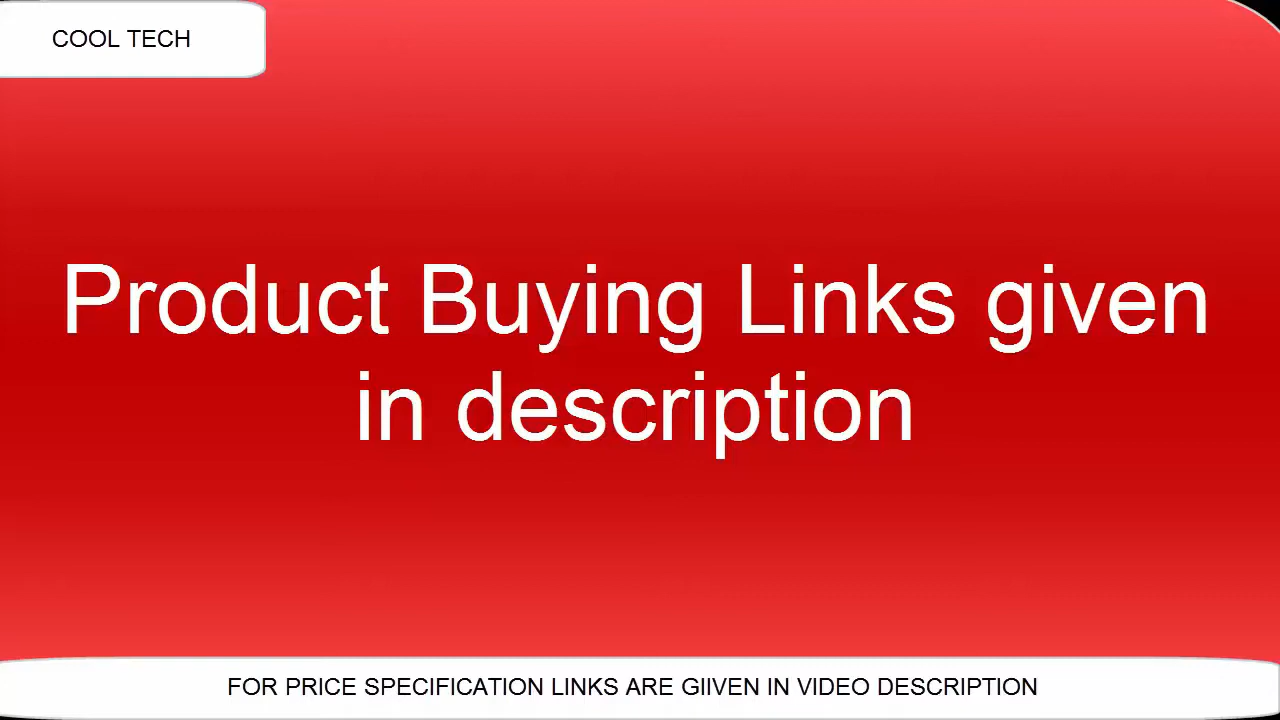 COOL TECH
Product Buying Links given
in description
FOR PRICE SPECIFICATION LINKS ARE GIIVEN IN VIDEO DESCRIPTION